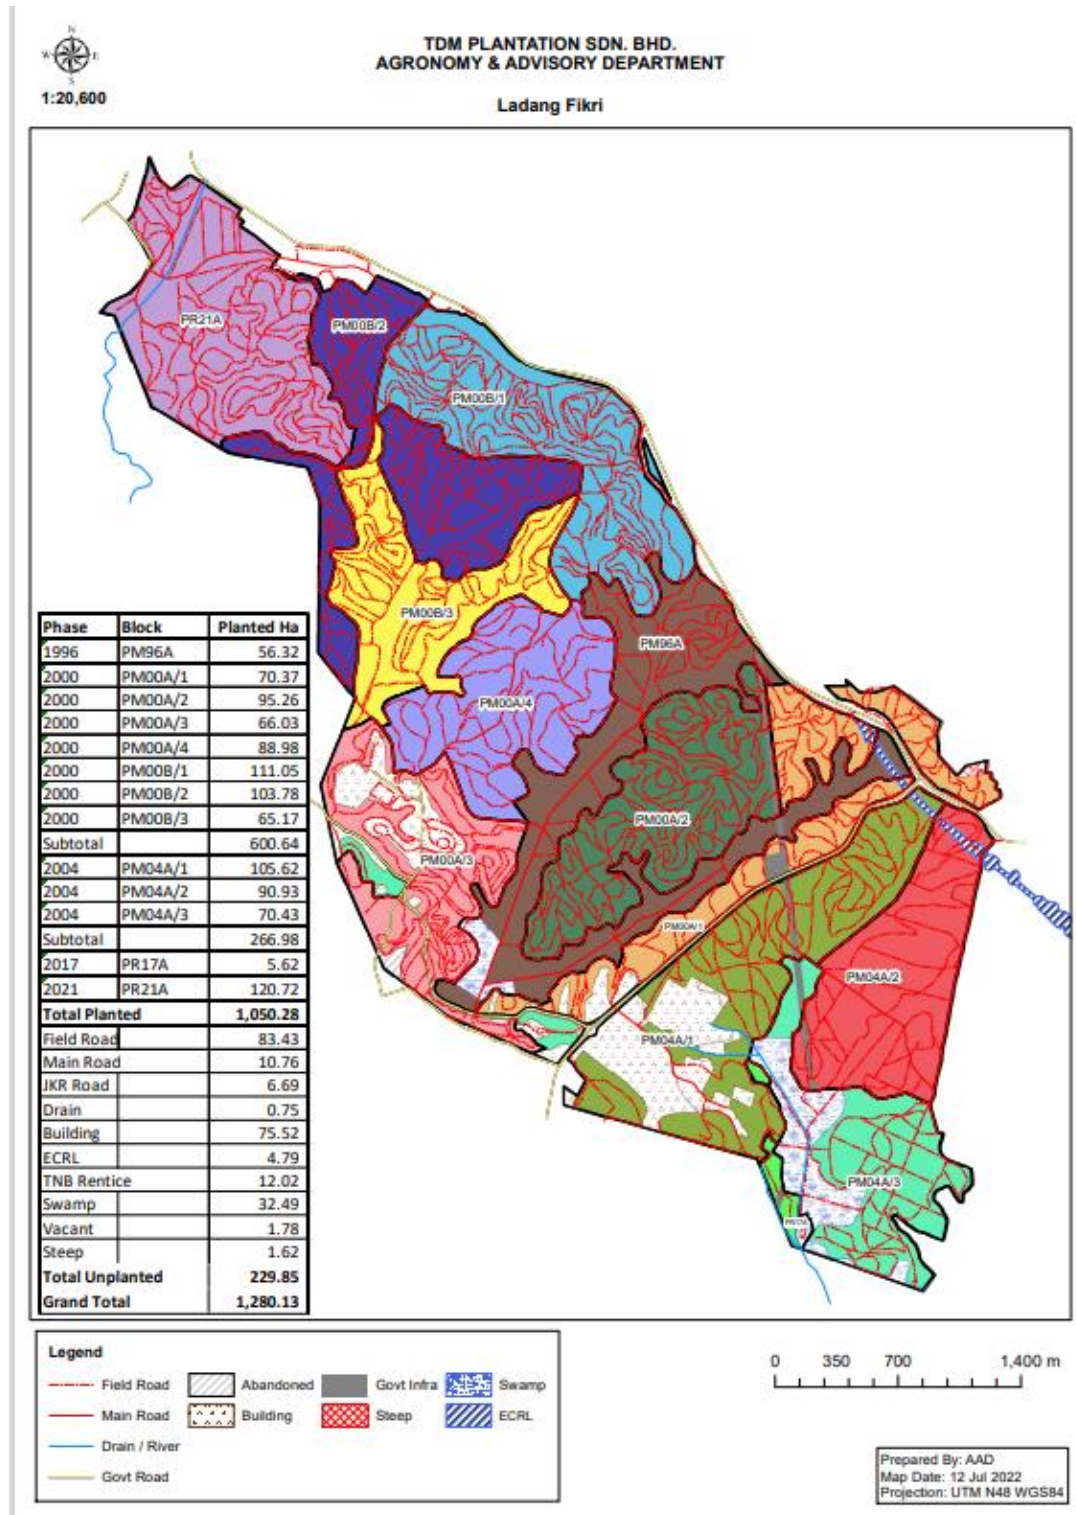 N
W E
S
1:20,600
TDM PLANTATION SDN. BHD.
AGRONOMY & ADVISORY DEPARTMENT
Ladang Fikri
PR21A
PM00B/2
PM00B/1
PM00B/3
PM96A
PM00A/4
PM00A/2
PM00A/3
PM00A/1
PM04A/2
PM04A/1
PM04A/3
PR17A
Phase Block Planted Ha
1996 PM96A 56.32
2000 PM00A/1 70.37
2000 PM00A/2 95.26
2000 PM00A/3 66.03
2000 PM00A/4 88.98
2000 PM00B/1 111.05
2000 PM00B/2 103.78
2000 PM00B/3 65.17
Subtotal 600.64
2004 PM04A/1 105.62
2004 PM04A/2 90.93
2004 PM04A/3 70.43
Subtotal 266.98
2017 PR17A 5.62
2021 PR21A 120.72
Total Planted 1,050.28
Field Road 83.43
Main Road 10.76
JKR Road 6.69
Drain 0.75
Building 75.52
ECRL 4.79
TNB Rentice 12.02
Swamp 32.49
Vacant 1.78
Steep 1.62
Total Unplanted 229.85
Grand Total 1,280.13
Legend
Field Road Abandoned Govt Infra Swamp
Main Road Building Steep ECRL
Drain / River
Govt Road
0 350 700 1,400 m
Prepared By: AAD
Map Date: 12 Jul 2022
Projection: UTM N48 WGS84